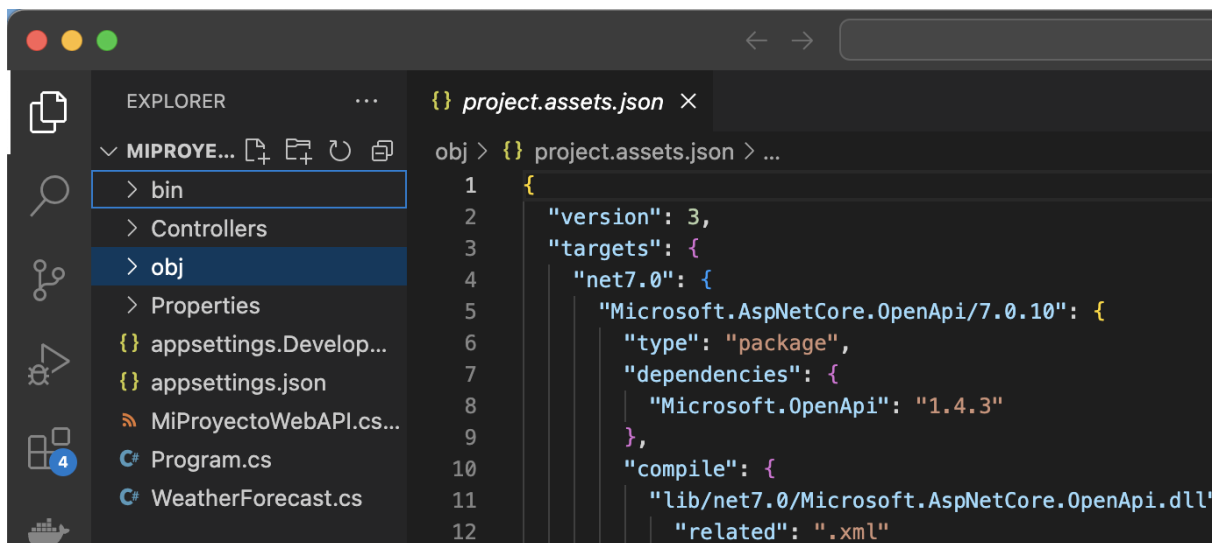 EXPLORER ...
MIPROYE...
bin
Controllers
obj
Properties
{} appsettings.Develop...
{} appsettings.json
MiProyectoWebAPI.cs...
C# Program.cs
C# WeatherForecast.cs
4
{} project.assets.json ×
obj > {} project.assets.json > ...
1 {
2 "version": 3,
3 "targets": {
4 "net7.0": {
5 "Microsoft.AspNetCore.OpenApi/7.0.10": {
6 "type": "package",
7 "dependencies": {
8 "Microsoft.OpenApi": "1.4.3"
9 },
10 "compile": {
11 "lib/net7.0/Microsoft.AspNetCore.OpenApi.dll"
12 "related": ".xml"